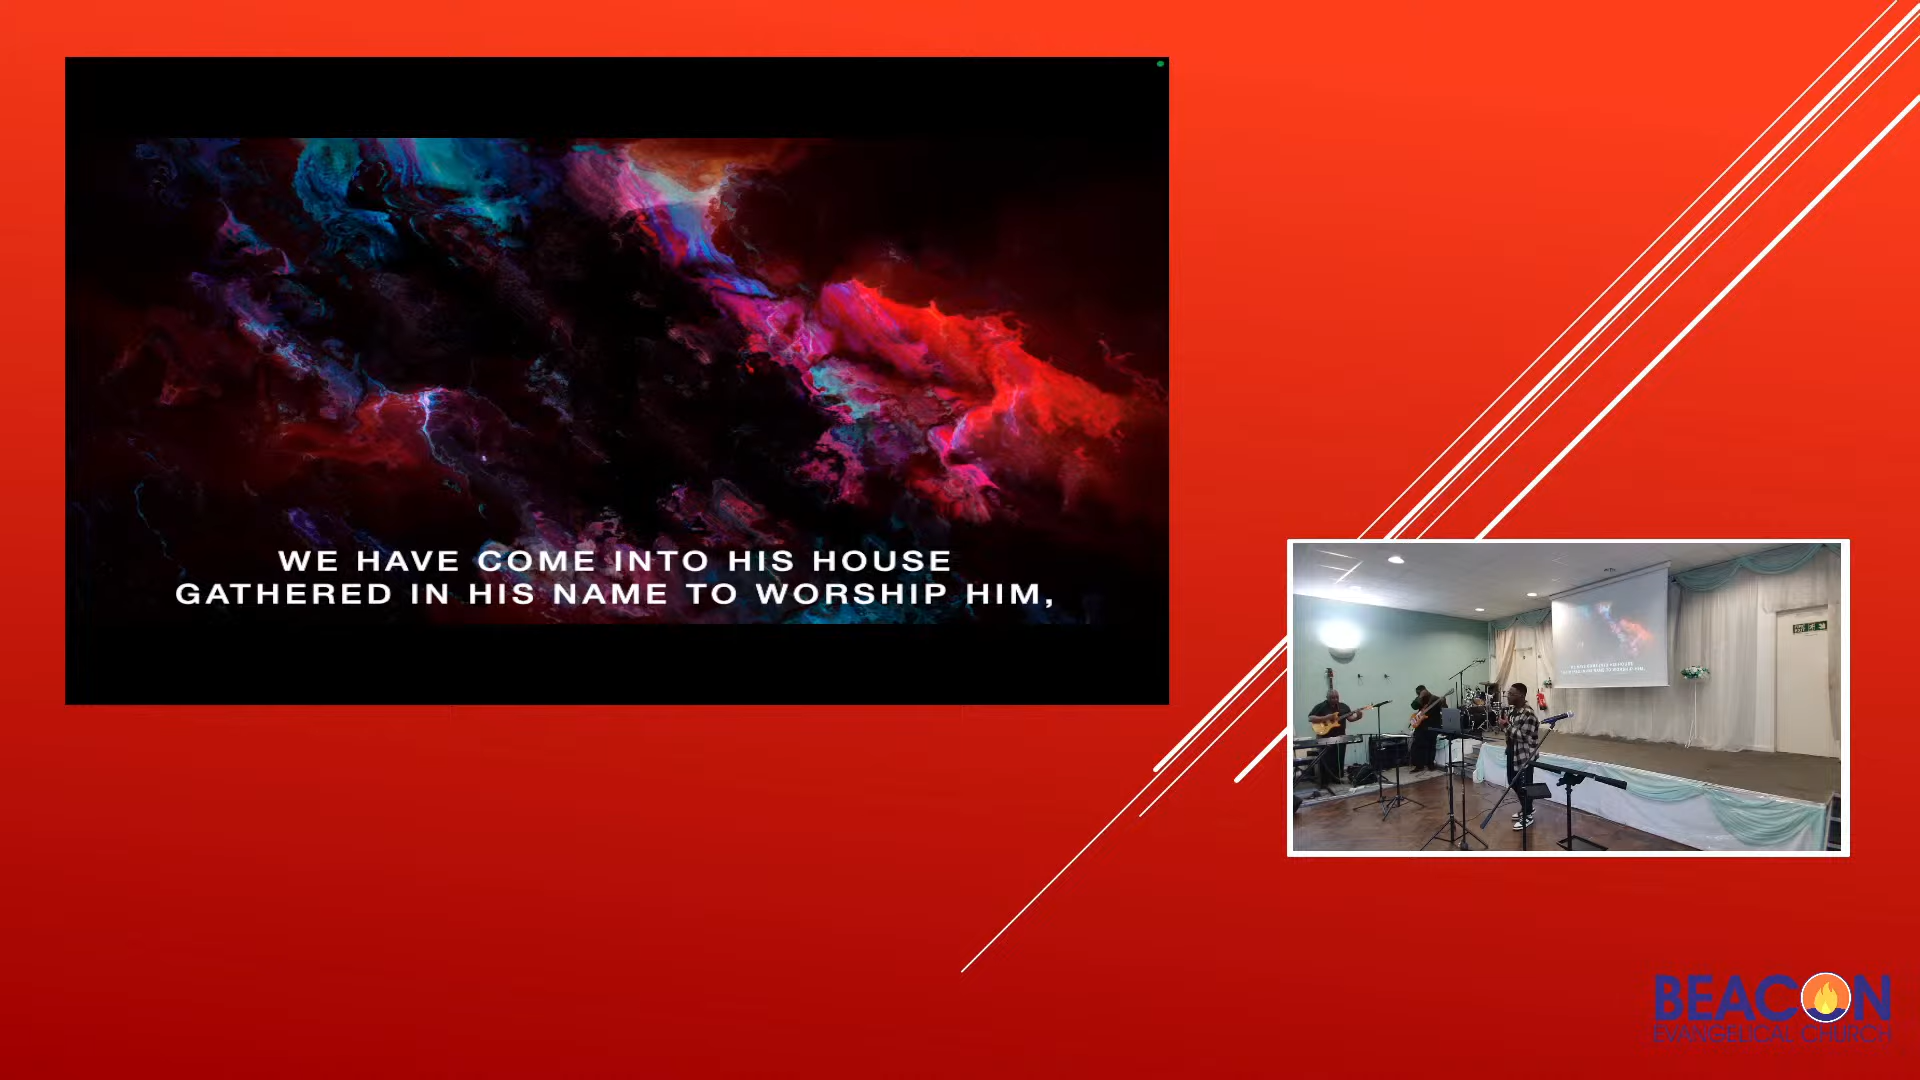 WE HAVE COME INTO HIS HOUSE
GATHERED IN HIS NAME TO WORSHIP HIM,
BEACON
EVANGELICAL CHURCH